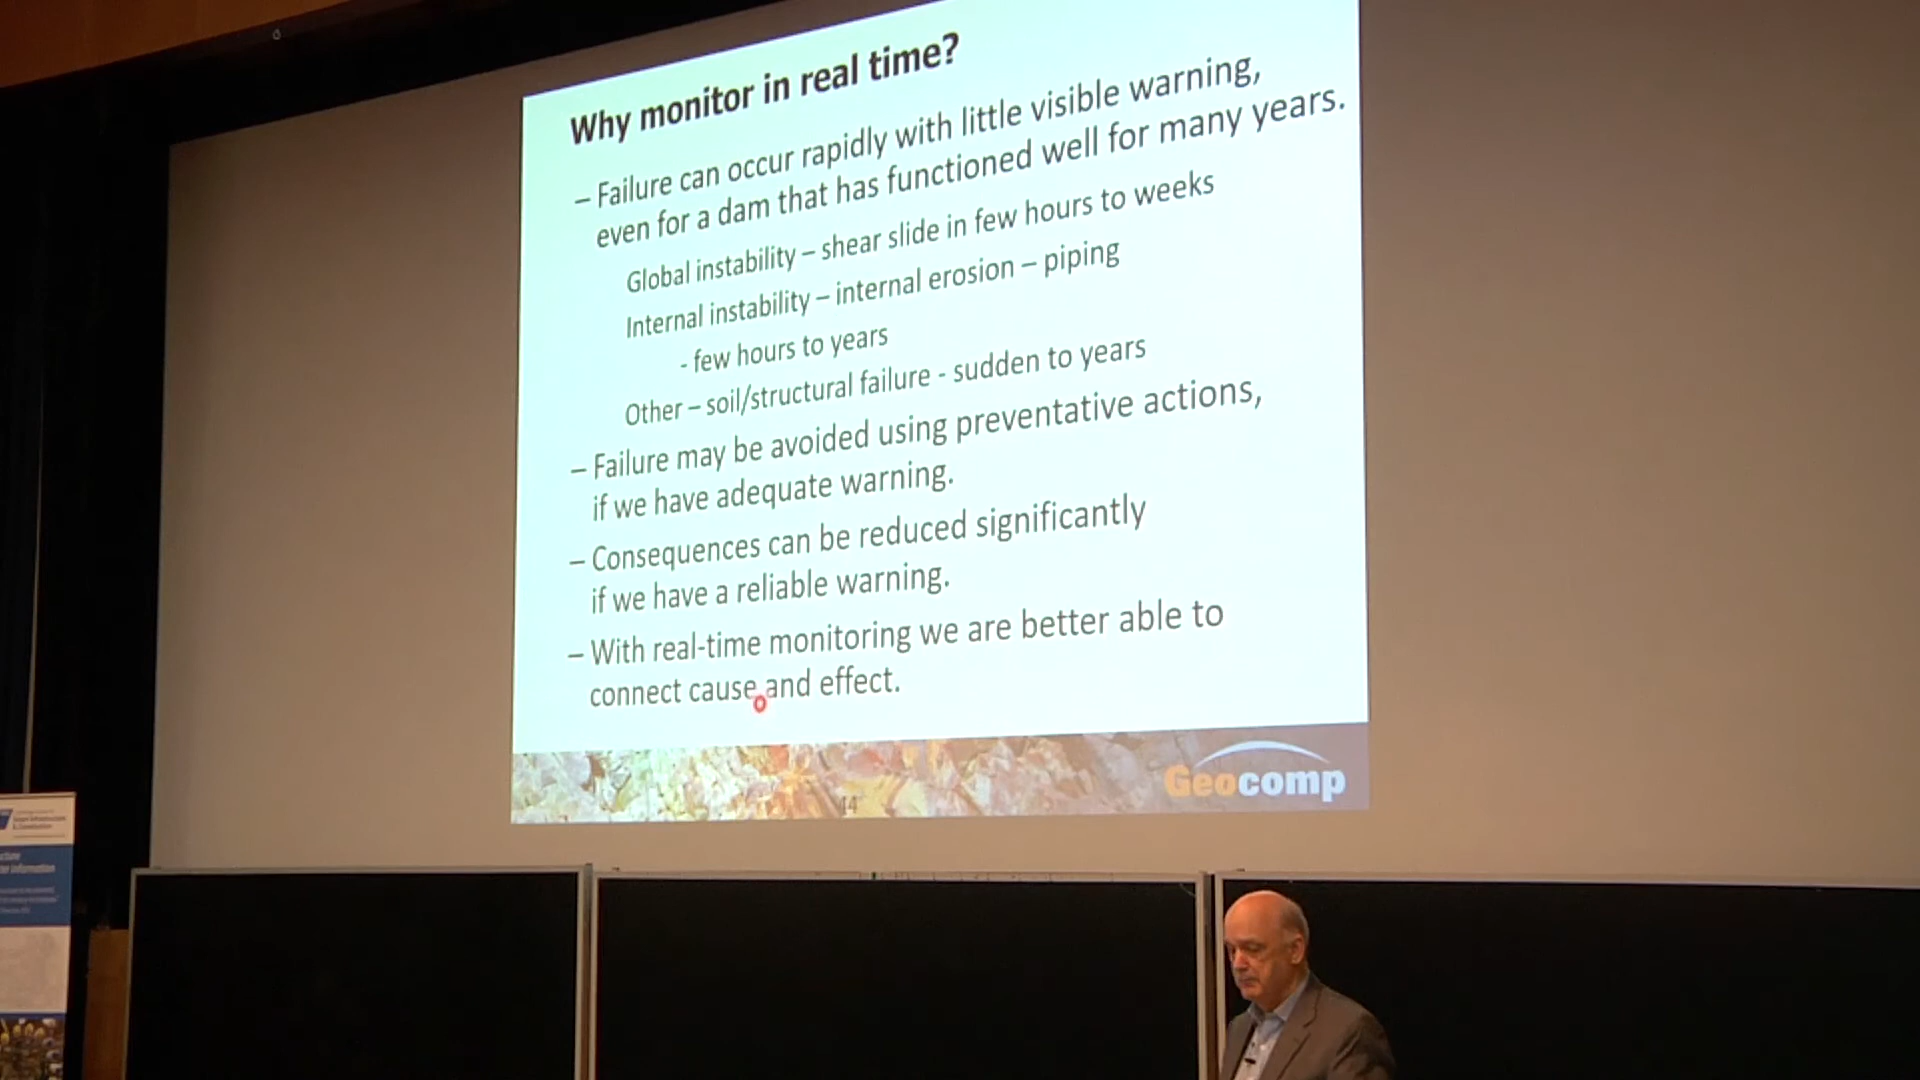 Why monitor in real time?
– Failure can occur rapidly with little visible warning,
even for a dam that has functioned well for many years.
Global instability – shear slide in few hours to weeks
Internal instability – internal erosion – piping
- few hours to years
Other – soil/structural failure - sudden to years
– Failure may be avoided using preventative actions,
if we have adequate warning.
– Consequences can be reduced significantly
if we have a reliable warning.
– With real-time monitoring we are better able to
connect cause and effect.
14
Geocomp